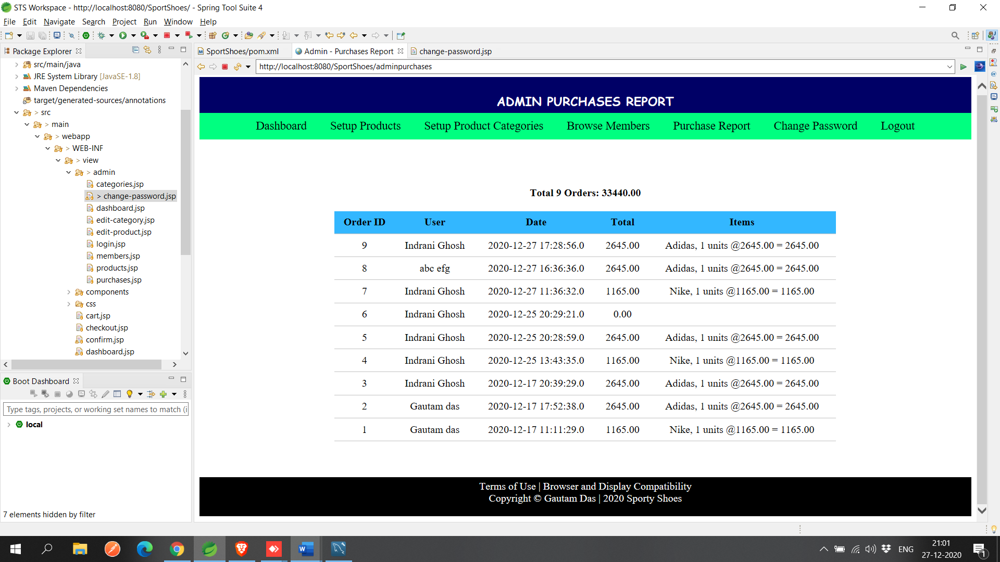 STS Workspace - http://localhost:8080/SportShoes/ - Spring Tool Suite 4
File Edit Navigate Search Project Run Window Help
Package Explorer
SportShoes/pom.xml
Admin - Purchases Report
change-password.jsp
http://localhost:8080/SportShoes/adminpurchases
src/main/java
JRE System Library [JavaSE-1.8]
Maven Dependencies
target/generated-sources/annotations
> src
> main
> webapp
> WEB-INF
> view
> admin
categories.jsp
> change-password.jsp
dashboard.jsp
edit-category.jsp
edit-product.jsp
login.jsp
members.jsp
products.jsp
purchases.jsp
components
css
cart.jsp
checkout.jsp
confirm.jsp
dashboard.jsp
Boot Dashboard
Type tags, projects, or working set names to match (i
local
7 elements hidden by filter
ADMIN PURCHASES REPORT
Dashboard Setup Products Setup Product Categories Browse Members Purchase Report Change Password Logout
Total 9 Orders: 33440.00
Order ID User Date Total Items
9 Indrani Ghosh 2020-12-27 17:28:56.0 2645.00 Adidas, 1 units @2645.00 = 2645.00
8 abc efg 2020-12-27 16:36:36.0 2645.00 Adidas, 1 units @2645.00 = 2645.00
7 Indrani Ghosh 2020-12-27 11:36:32.0 1165.00 Nike, 1 units @1165.00 = 1165.00
6 Indrani Ghosh 2020-12-25 20:29:21.0 0.00
5 Indrani Ghosh 2020-12-25 20:28:59.0 2645.00 Adidas, 1 units @2645.00 = 2645.00
4 Indrani Ghosh 2020-12-25 13:43:35.0 1165.00 Nike, 1 units @1165.00 = 1165.00
3 Indrani Ghosh 2020-12-17 20:39:29.0 2645.00 Adidas, 1 units @2645.00 = 2645.00
2 Gautam das 2020-12-17 17:52:38.0 2645.00 Adidas, 1 units @2645.00 = 2645.00
1 Gautam das 2020-12-17 11:11:29.0 1165.00 Nike, 1 units @1165.00 = 1165.00
Terms of Use | Browser and Display Compatibility
Copyright © Gautam Das | 2020 Sporty Shoes
ENG
21:01
27-12-2020
1